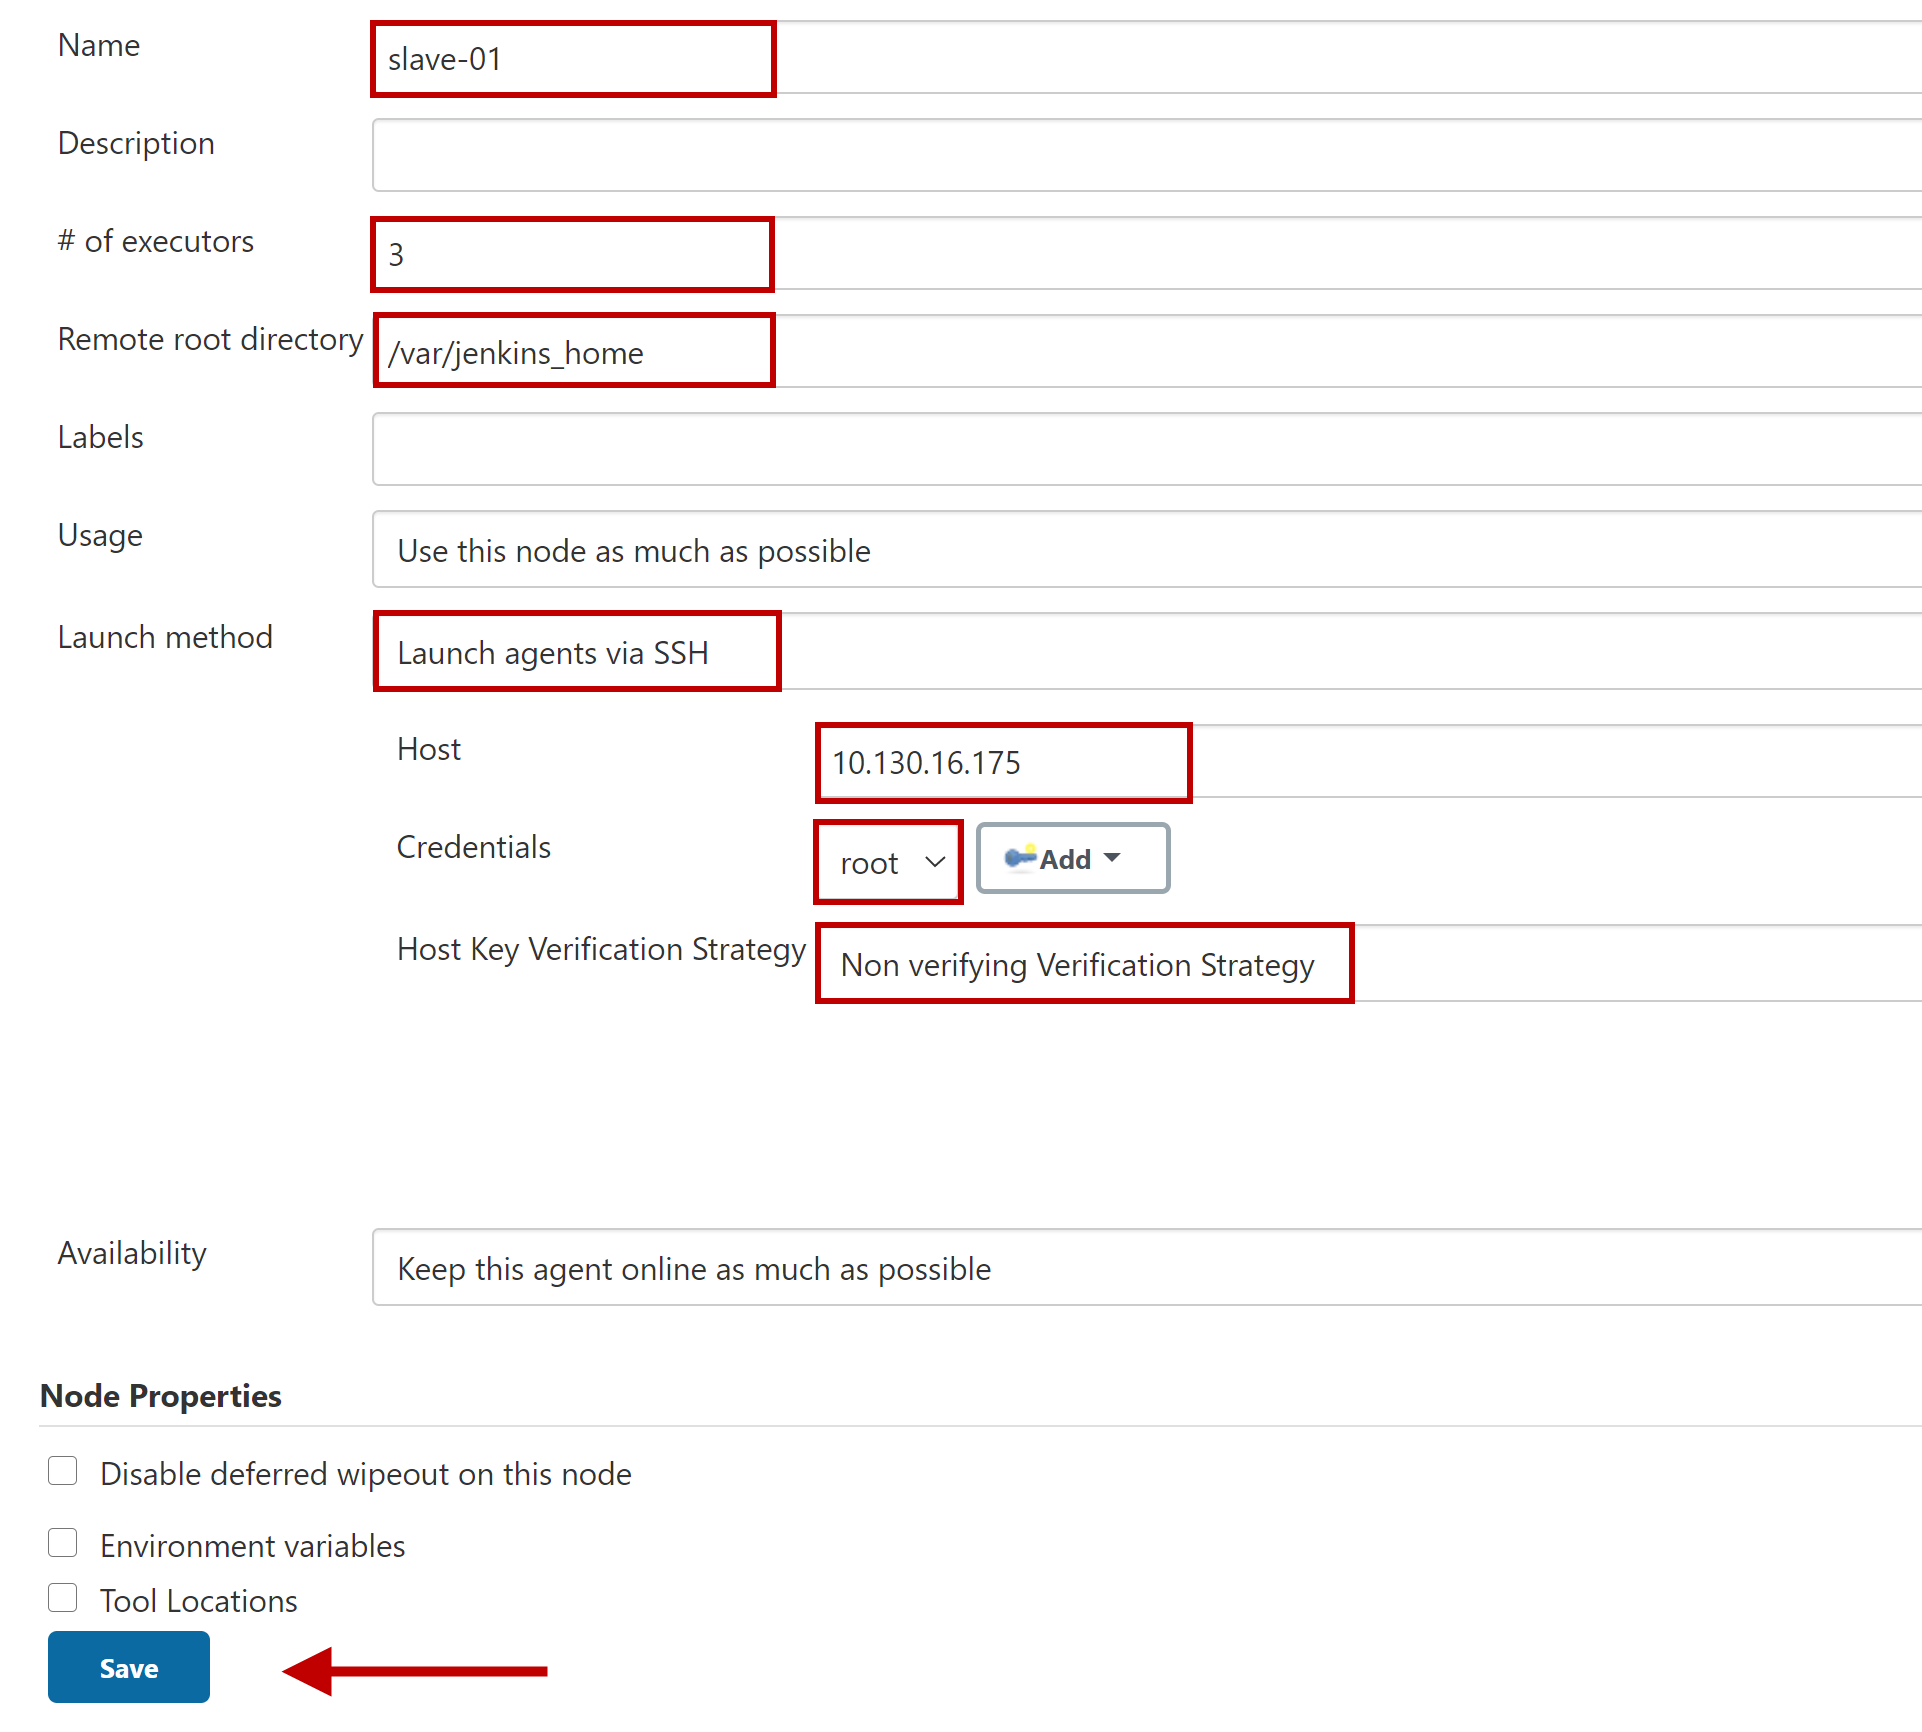 Name
slave-01
Description
# of executors
3
Remote root directory
/var/jenkins_home
Labels
Usage
Use this node as much as possible
Launch method
Launch agents via SSH
Host
10.130.16.175
Credentials
root
Add
Host Key Verification Strategy
Non verifying Verification Strategy
Availability
Keep this agent online as much as possible
Node Properties
Disable deferred wipeout on this node
Environment variables
Tool Locations
Save